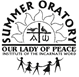 SUMMER ORATORY
OUR LADY OF PEACE
INSTITUTE OF THE INCARNATE WORD